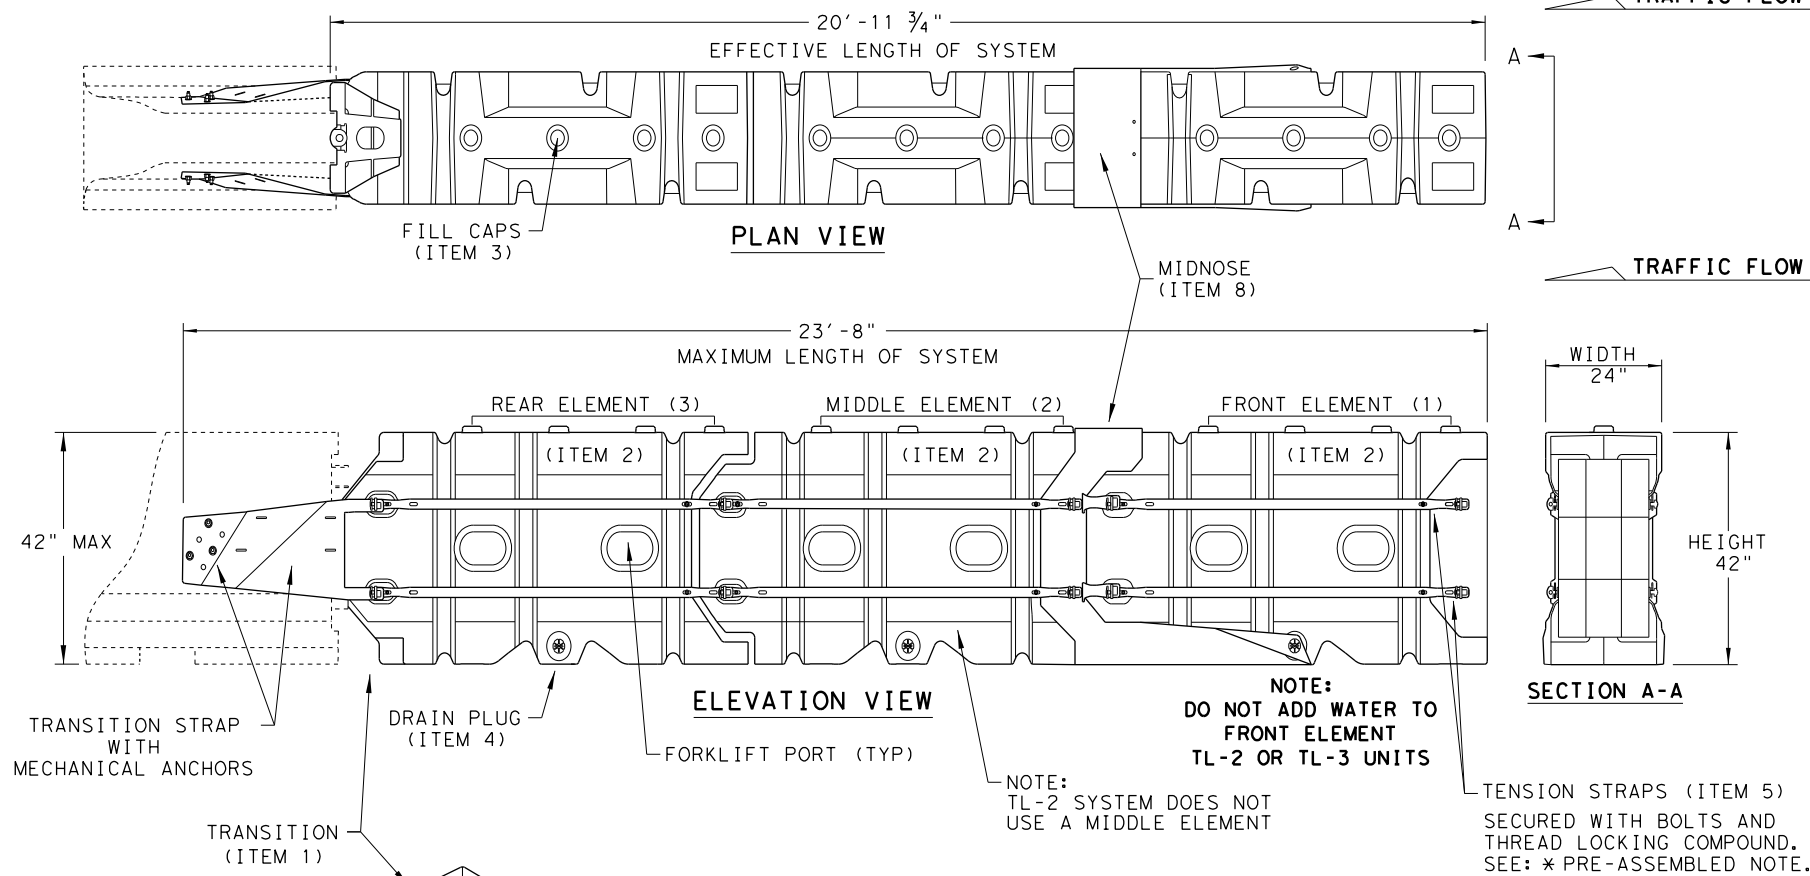 TRAFFIC FLOW
20'-11 3/4"
EFFECTIVE LENGTH OF SYSTEM
A
A
FILL CAPS
(ITEM 3)
PLAN VIEW
MIDNOSE
(ITEM 8)
TRAFFIC FLOW
23'-8"
MAXIMUM LENGTH OF SYSTEM
WIDTH
24"
REAR ELEMENT (3)
MIDDLE ELEMENT (2)
FRONT ELEMENT (1)
(ITEM 2)
(ITEM 2)
(ITEM 2)
42" MAX
HEIGHT
42"
ELEVATION VIEW
SECTION A-A
NOTE:
DO NOT ADD WATER TO
FRONT ELEMENT
TL-2 OR TL-3 UNITS
TRANSITION STRAP
WITH
MECHANICAL ANCHORS
DRAIN PLUG
(ITEM 4)
FORKLIFT PORT (TYP)
NOTE:
TL-2 SYSTEM DOES NOT
USE A MIDDLE ELEMENT
TENSION STRAPS (ITEM 5)
SECURED WITH BOLTS AND
THREAD LOCKING COMPOUND.
SEE: * PRE-ASSEMBLED NOTE.
TRANSITION
(ITEM 1)